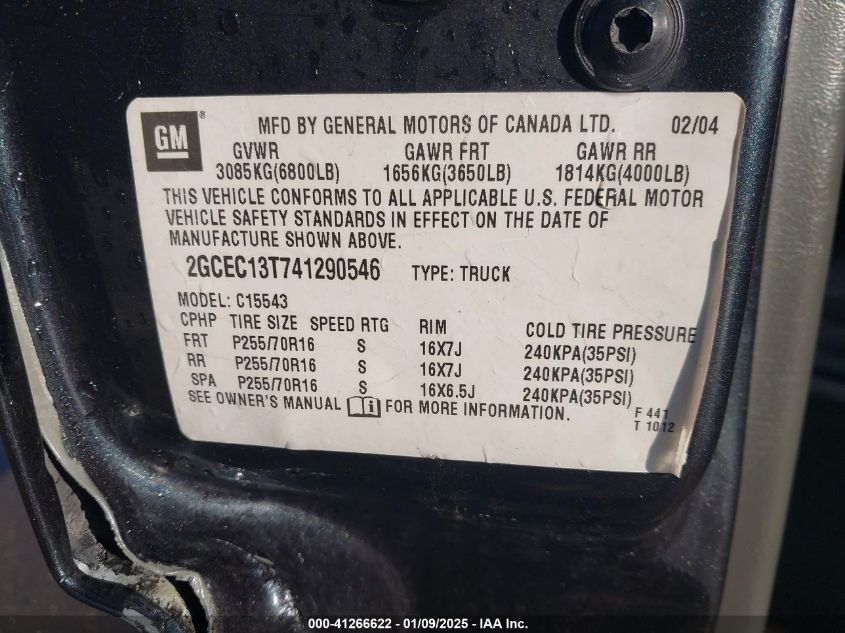 GM ®
MFD BY GENERAL MOTORS OF CANADA LTD. 02/04
GVWR GAWR FRT GAWR RR
3085KG(6800LB) 1656KG(3650LB) 1814KG(4000LB)
THIS VEHICLE CONFORMS TO ALL APPLICABLE U.S. FEDERAL MOTOR
VEHICLE SAFETY STANDARDS IN EFFECT ON THE DATE OF
MANUFACTURE SHOWN ABOVE.
2GCEC13T741290546 TYPE: TRUCK
MODEL: C15543
CPHP TIRE SIZE SPEED RTG RIM COLD TIRE PRESSURE
FRT P255/70R16 S 16X7J 240KPA(35PSI)
RR P255/70R16 S 16X7J 240KPA(35PSI)
SPA P255/70R16 S 16X6.5J 240KPA(35PSI)
SEE OWNER'S MANUAL FOR MORE INFORMATION.
F 441
T 1012
000-41266622 - 01/09/2025 - IAA Inc.